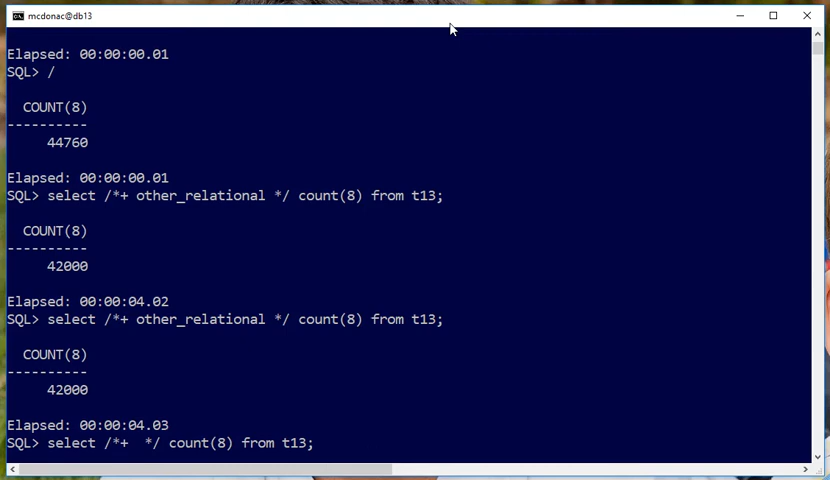 mcdonac@db13
Elapsed: 00:00:00.01
SQL> /
COUNT(8)
----------
44760
Elapsed: 00:00:00.01
SQL> select /*+ other_relational */ count(8) from t13;
COUNT(8)
----------
42000
Elapsed: 00:00:04.02
SQL> select /*+ other_relational */ count(8) from t13;
COUNT(8)
----------
42000
Elapsed: 00:00:04.03
SQL> select /*+  */ count(8) from t13;